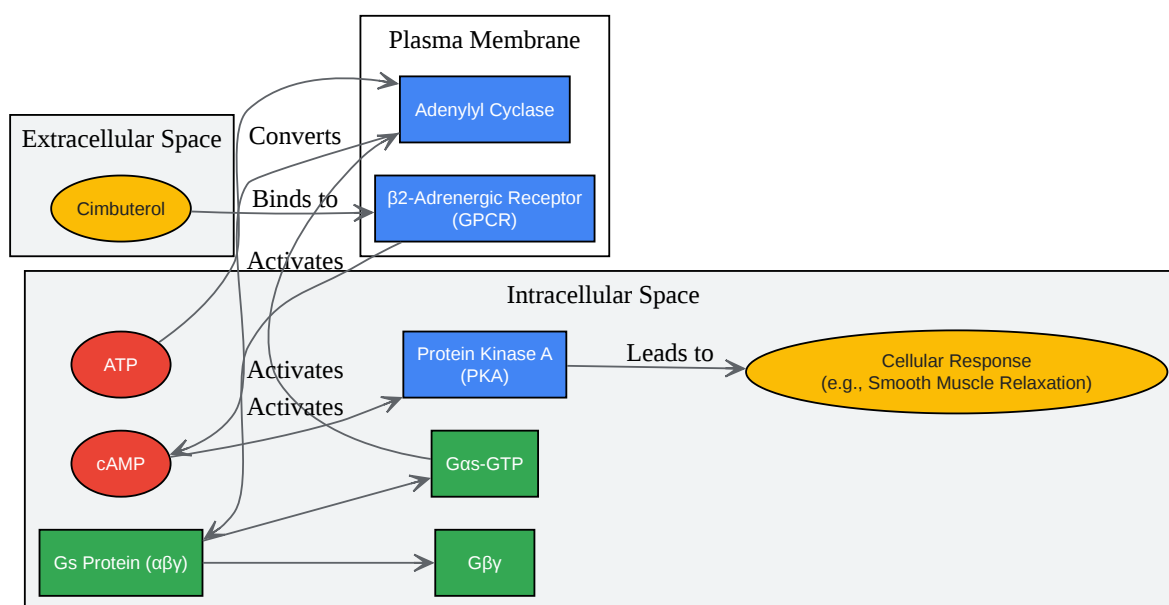 Plasma Membrane
Adenylyl Cyclase
Converts
Extracellular Space
Cimbuterol
Binds to
β2-Adrenergic Receptor
(GPCR)
Activates
Intracellular Space
ATP
Protein Kinase A
(PKA)
Leads to
Cellular Response
(e.g., Smooth Muscle Relaxation)
Activates
Activates
cAMP
Gαs-GTP
Gs Protein (αβγ)
Gβγ